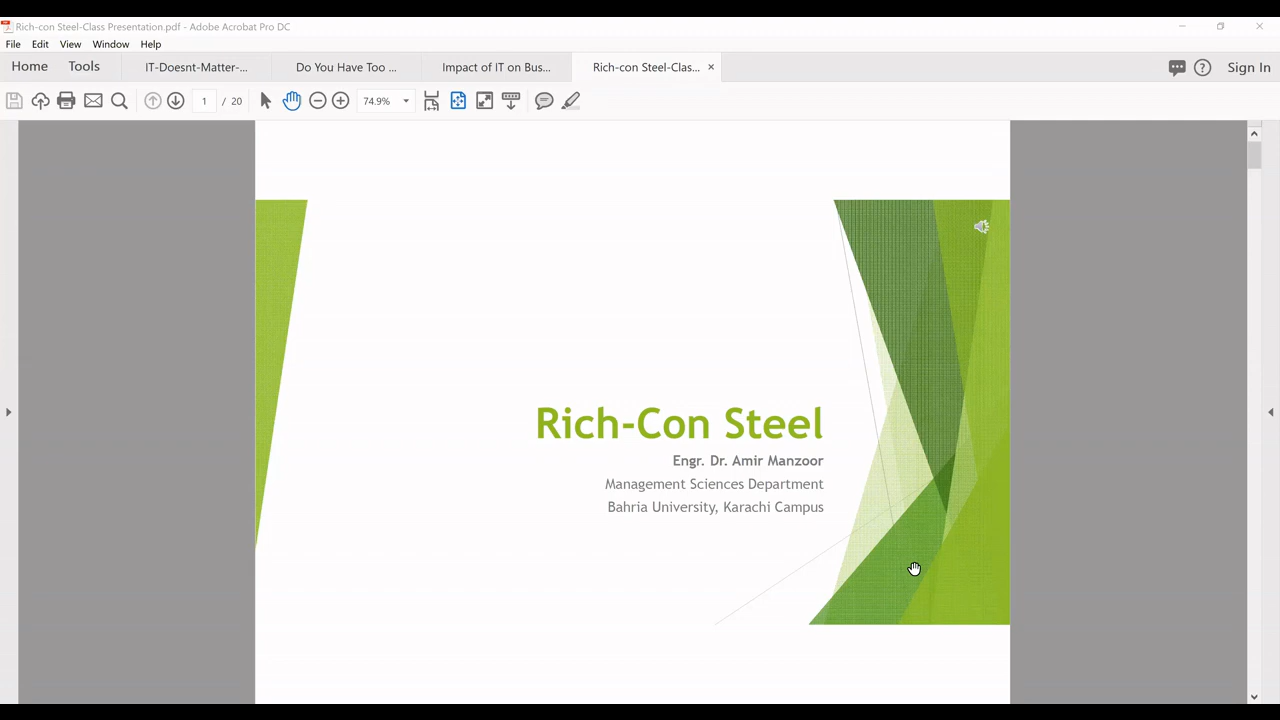 Rich-con Steel-Class Presentation.pdf - Adobe Acrobat Pro DC
File Edit View Window Help
Home Tools IT-Doesnt-Matter-... Do You Have Too ... Impact of IT on Bus... Rich-con Steel-Clas... × Sign In
1 / 20 74.9%
Rich-Con Steel
Engr. Dr. Amir Manzoor
Management Sciences Department
Bahria University, Karachi Campus